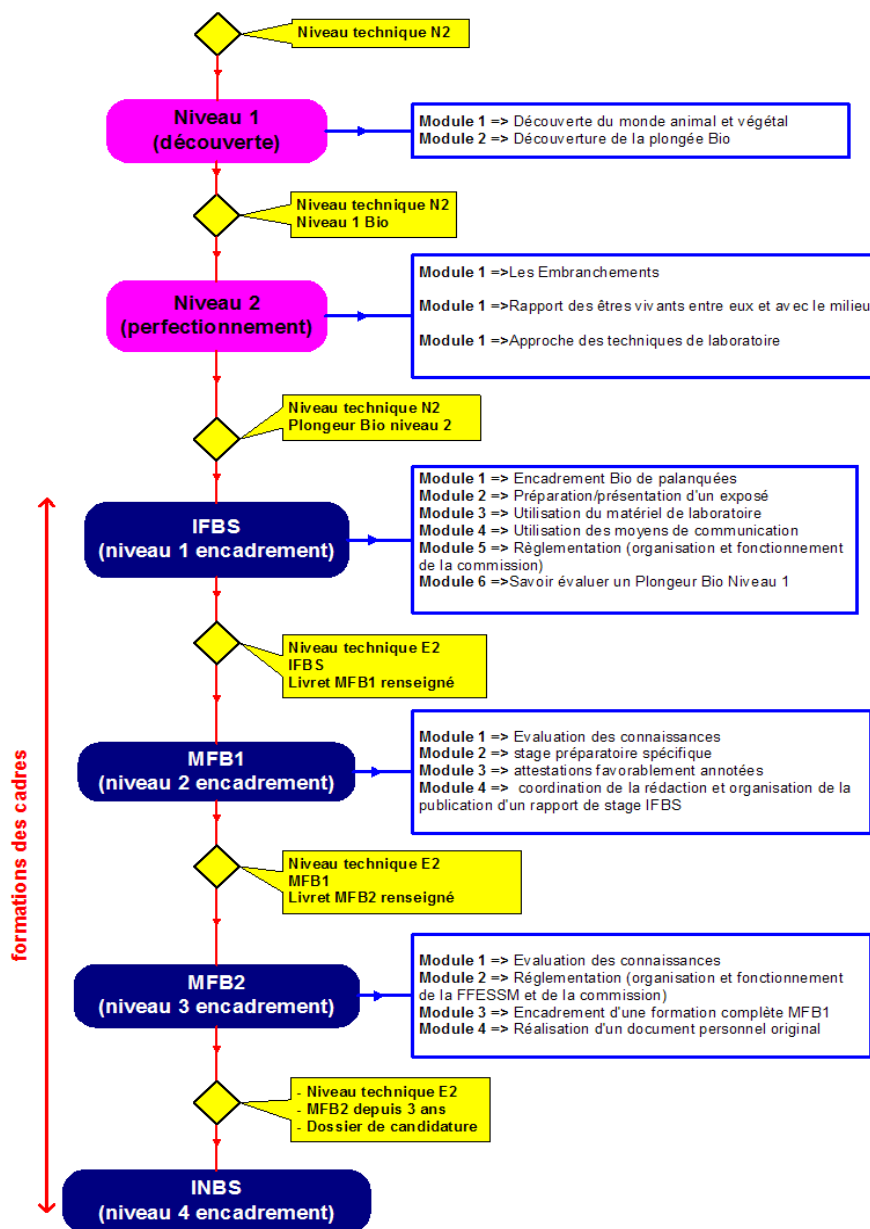 Niveau technique N2
Niveau 1
(découverte)
Module 1 => Découverte du monde animal et végétal
Module 2 => Découverture de la plongée Bio
Niveau technique N2
Niveau 1 Bio
Niveau 2
(perfectionnement)
Module 1 =>Les Embranchements
Module 1 =>Rapport des êtres vivants entre eux et avec le milieu
Module 1 =>Approche des techniques de laboratoire
Niveau technique N2
Plongeur Bio niveau 2
formations des cadres
IFBS
(niveau 1 encadrement)
Module 1 => Encadrement Bio de palanquées
Module 2 => Préparation/présentation d'un exposé
Module 3 => Utilisation du matériel de laboratoire
Module 4 => Utilisation des moyens de communication
Module 5 => Règlementation (organisation et fonctionnement
de la commission)
Module 6 =>Savoir évaluer un Plongeur Bio Niveau 1
Niveau technique E2
IFBS
Livret MFB1 renseigné
MFB1
(niveau 2 encadrement)
Module 1 => Evaluation des connaissances
Module 2 => stage préparatoire spécifique
Module 3 => attestations favorablement annotées
Module 4 => coordination de la rédaction et organisation de la
publication d'un rapport de stage IFBS
Niveau technique E2
MFB1
Livret MFB2 renseigné
MFB2
(niveau 3 encadrement)
Module 1 => Evaluation des connaissances
Module 2 => Réglementation (organisation et fonctionnement
de la FFESSM et de la commission)
Module 3 => Encadrement d'une formation complète MFB1
Module 4 => Réalisation d'un document personnel original
- Niveau technique E2
- MFB2 depuis 3 ans
- Dossier de candidature
INBS
(niveau 4 encadrement)